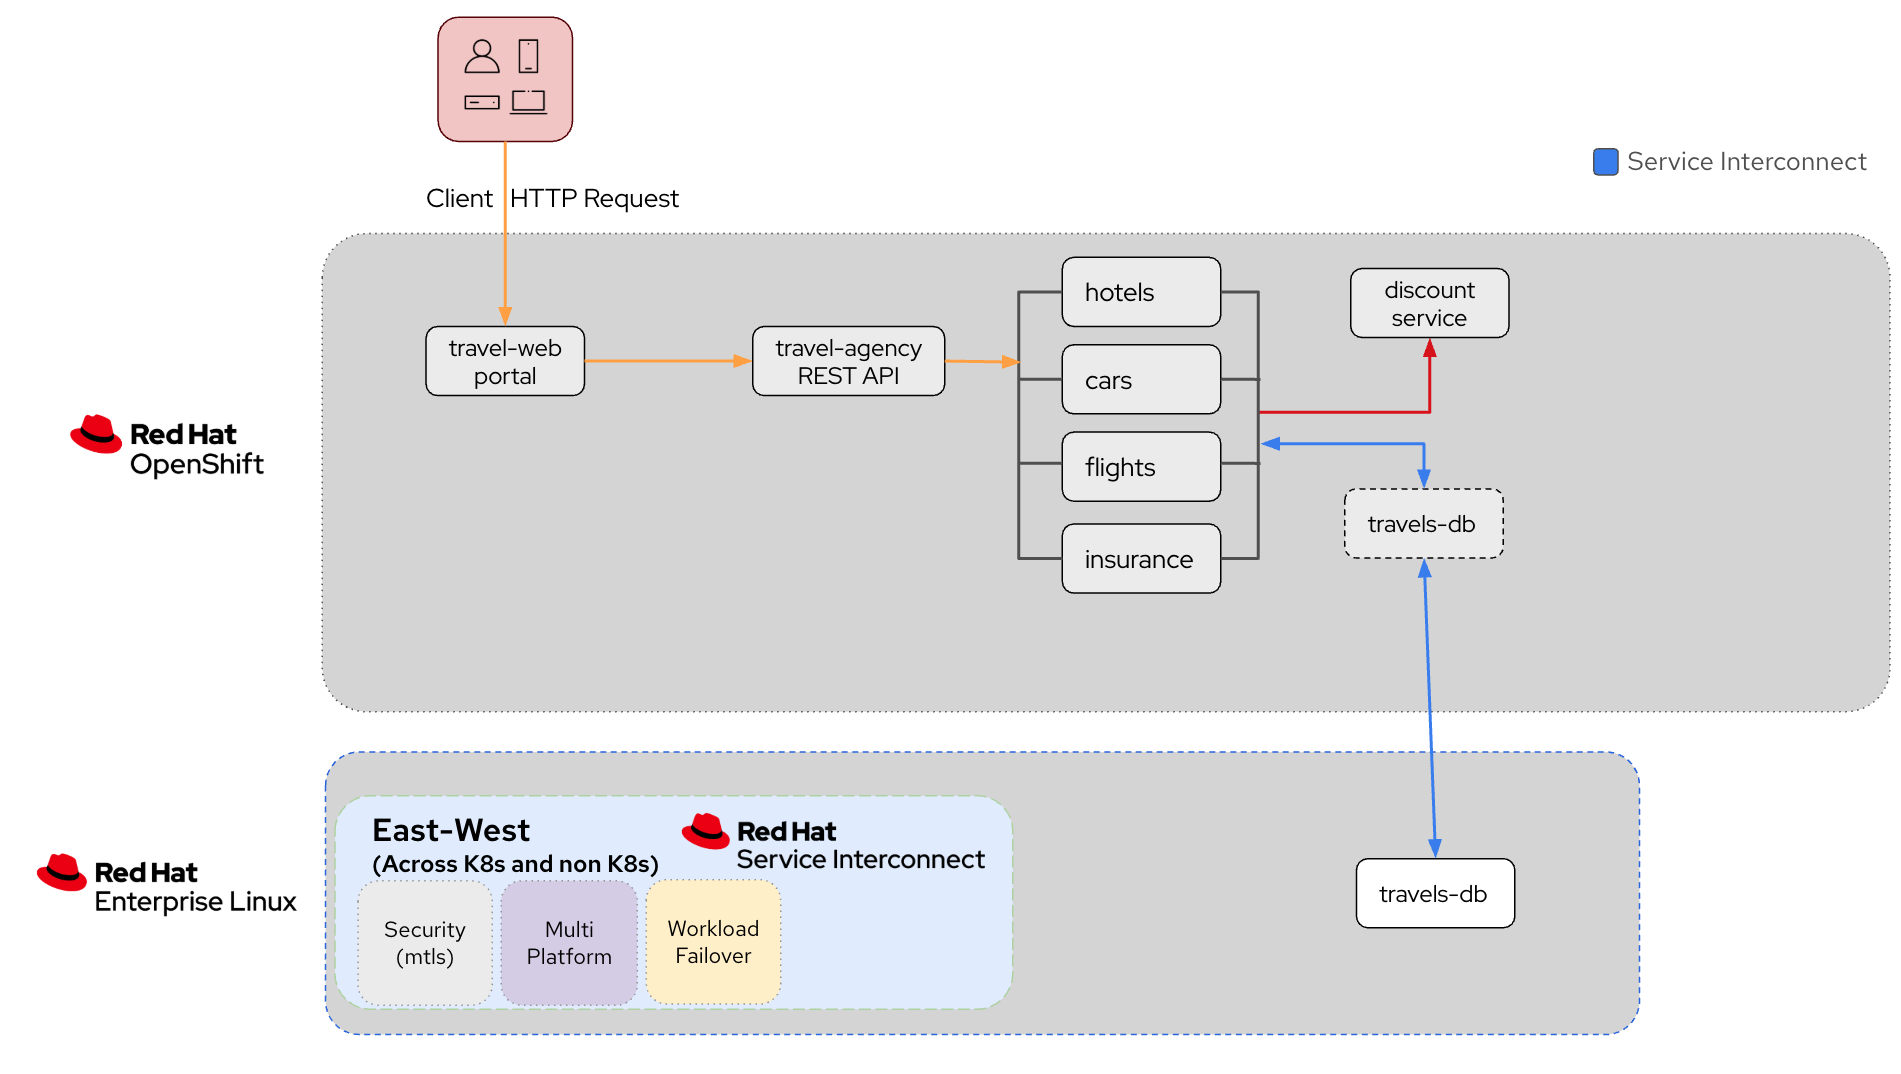 Client HTTP Request
Service Interconnect
hotels
discount
service
travel-web
portal
travel-agency
REST API
cars
Red Hat
OpenShift
flights
travels-db
insurance
East-West
(Across K8s and non K8s)
Red Hat
Service Interconnect
Red Hat
Enterprise Linux
Security
(mtls)
Multi
Platform
Workload
Failover
travels-db